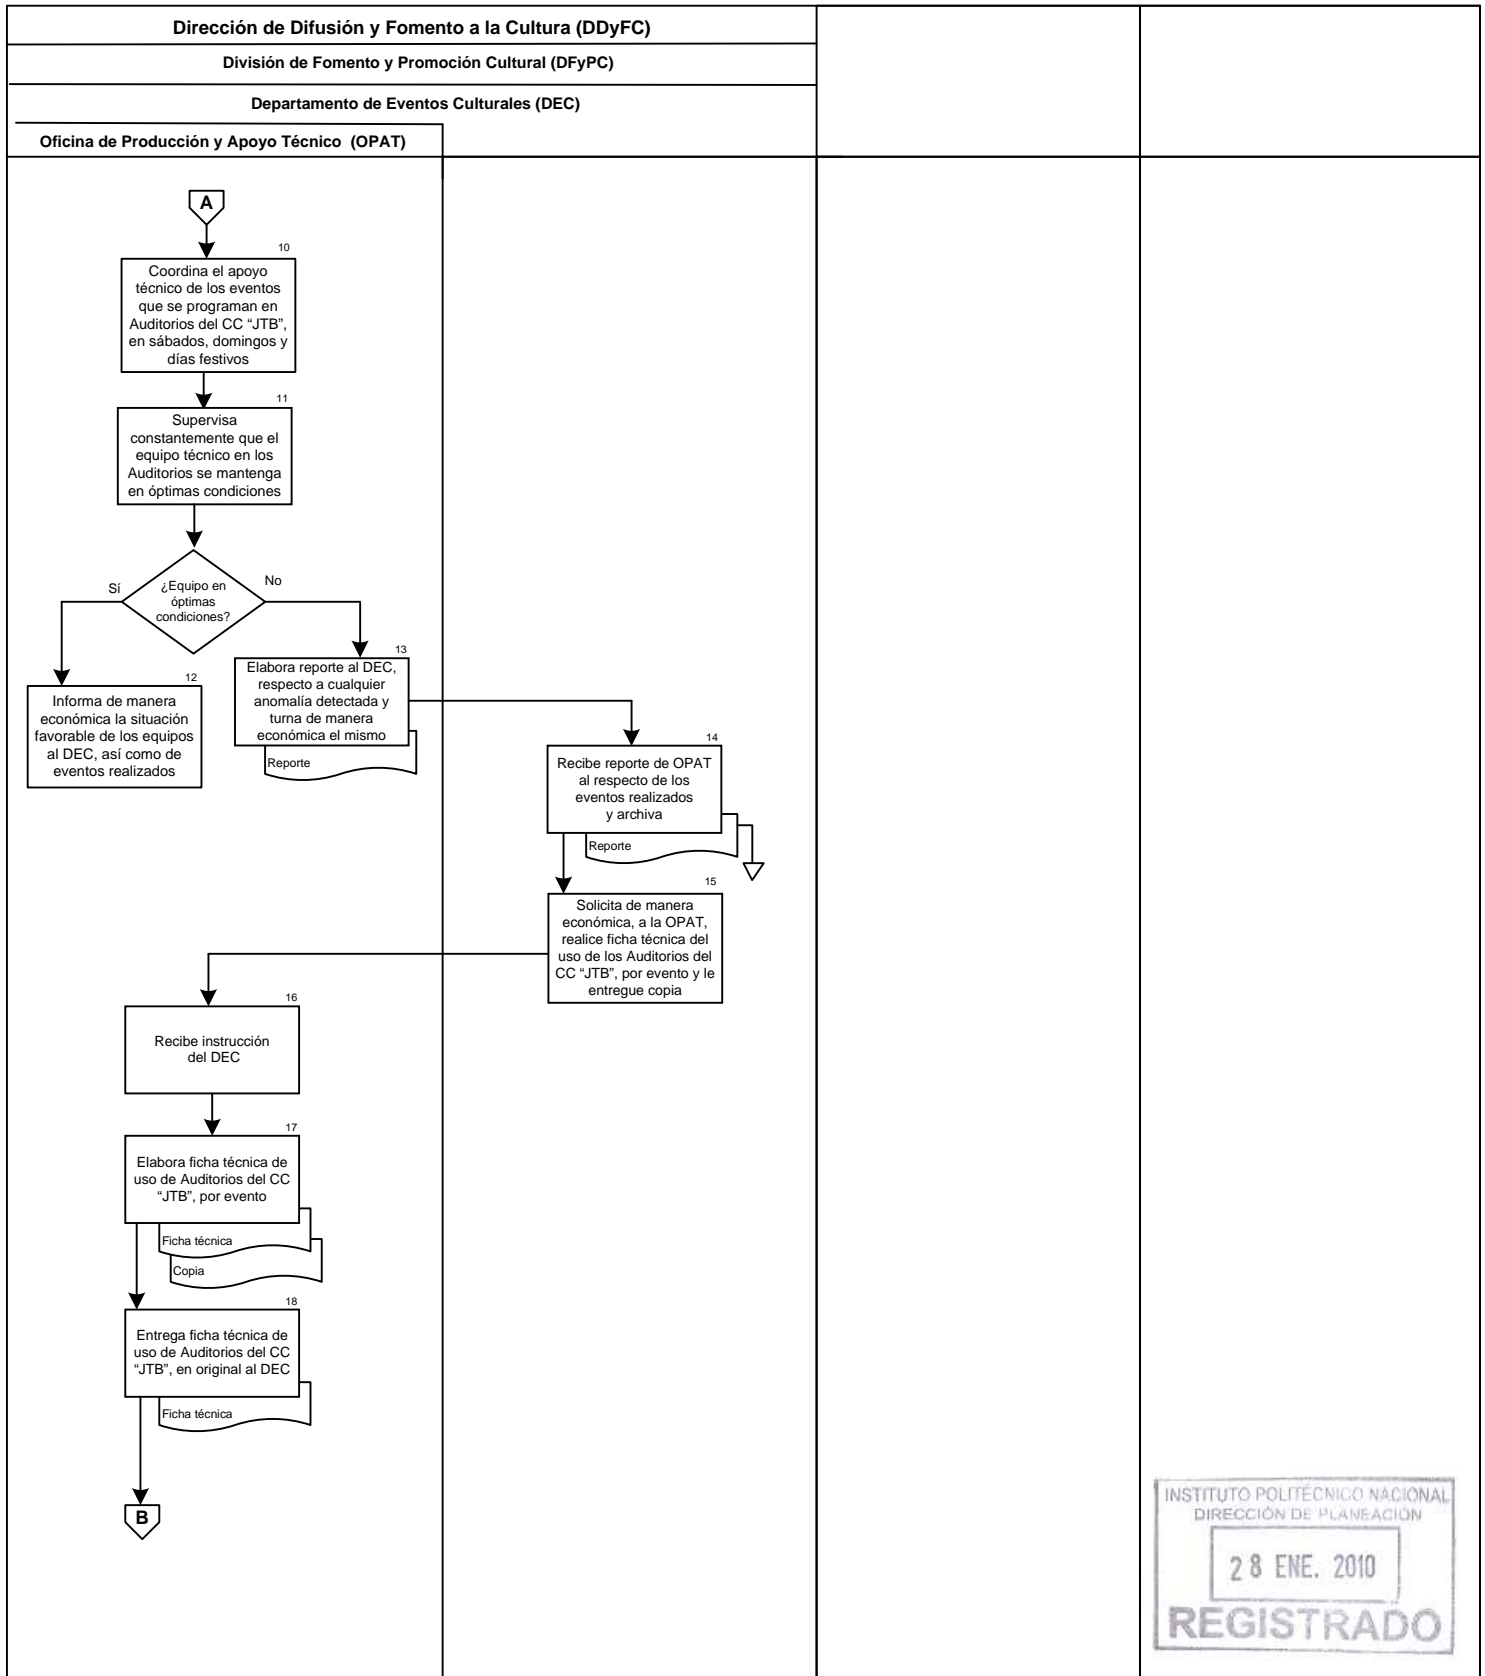 Dirección de Difusión y Fomento a la Cultura (DDyFC)
División de Fomento y Promoción Cultural (DFyPC)
Departamento de Eventos Culturales (DEC)
Oficina de Producción y Apoyo Técnico (OPAT)
A
10
Coordina el apoyo
técnico de los eventos
que se programan en
Auditorios del CC “JTB”,
en sábados, domingos y
días festivos
11
Supervisa
constantemente que el
equipo técnico en los
Auditorios se mantenga
en óptimas condiciones
¿Equipo en
óptimas
condiciones?
Sí
No
12
Informa de manera
económica la situación
favorable de los equipos
al DEC, así como de
eventos realizados
13
Elabora reporte al DEC,
respecto a cualquier
anomalía detectada y
turna de manera
económica el mismo
Reporte
14
Recibe reporte de OPAT
al respecto de los
eventos realizados
y archiva
Reporte
15
Solicita de manera
económica, a la OPAT,
realice ficha técnica del
uso de los Auditorios del
CC “JTB”, por evento y le
entregue copia
16
Recibe instrucción
del DEC
17
Elabora ficha técnica de
uso de Auditorios del CC
“JTB”, por evento
Ficha técnica
Copia
18
Entrega ficha técnica de
uso de Auditorios del CC
“JTB”, en original al DEC
Ficha técnica
B
INSTITUTO POLITÉCNICO NACIONAL
DIRECCIÓN DE PLANEACIÓN
28 ENE. 2010
REGISTRADO